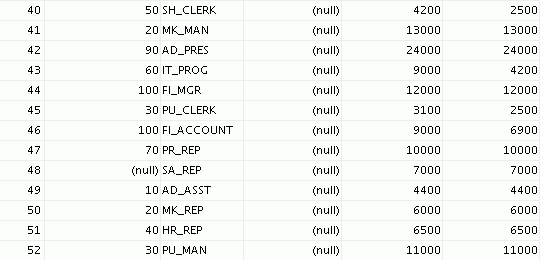 40 50 SH_CLERK (null) 4200 2500
41 20 MK_MAN (null) 13000 13000
42 90 AD_PRES (null) 24000 24000
43 60 IT_PROG (null) 9000 4200
44 100 FI_MGR (null) 12000 12000
45 30 PU_CLERK (null) 3100 2500
46 100 FI_ACCOUNT (null) 9000 6900
47 70 PR_REP (null) 10000 10000
48 (null) SA_REP (null) 7000 7000
49 10 AD_ASST (null) 4400 4400
50 20 MK_REP (null) 6000 6000
51 40 HR_REP (null) 6500 6500
52 30 PU_MAN (null) 11000 11000